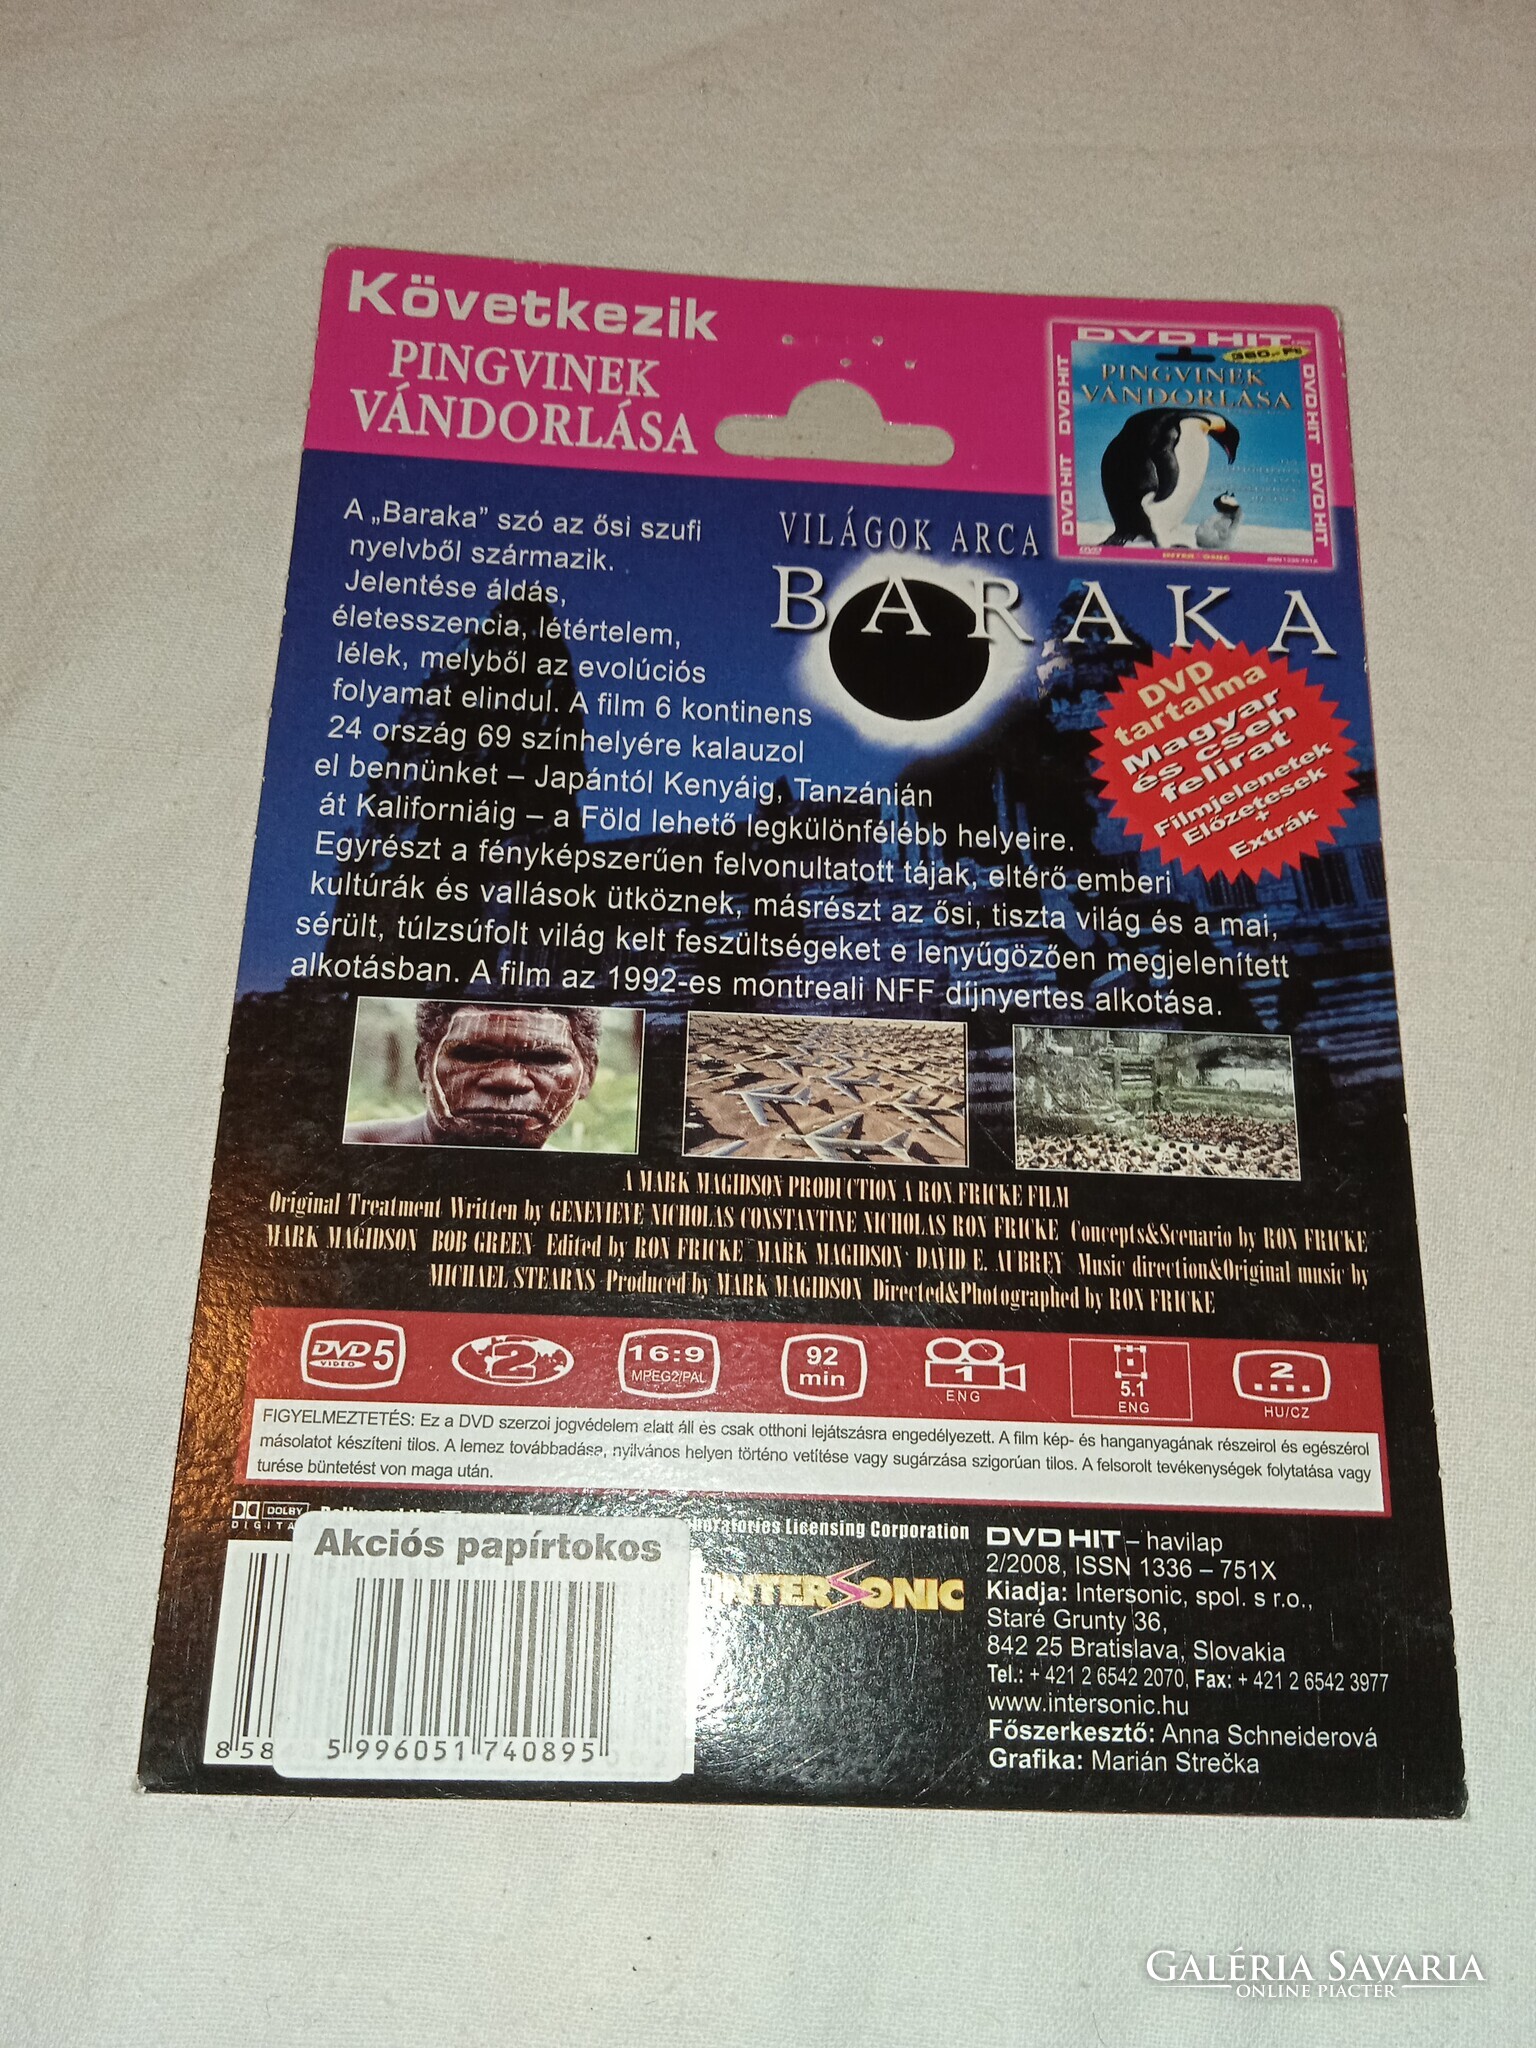 Következik
PINGVINEK
VÁNDORLÁSA
DVD HIT
DVD HIT
DVD HIT
DVD HIT
DVD HIT
PINGVINEK
VÁNDORLÁSA
VILÁGOK ARCA
BARAKA
A „Baraka” szó az ősi szufi
nyelvből származik.
Jelentése áldás,
életesszencia, létértelem,
lélek, melyből az evolúciós
folyamat elindul. A film 6 kontinens
24 ország 69 színhelyére kalauzol
el bennünket – Japántól Kenyáig, Tanzánián
át Kaliforniáig – a Föld lehető legkülönfélébb helyeire.
Egyrészt a fényképszerűen felvonultatott tájak, eltérő emberi
kultúrák és vallások ütköznek, másrészt az ősi, tiszta világ és a mai,
sérült, túlzsúfolt világ kelt feszültségeket e lenyűgözően megjelenített
alkotásban. A film az 1992-es montreali NFF díjnyertes alkotása.
DVD
tartalma
Magyar
és cseh
felirat
Filmjelenetek
Előzetesek
+
Extrák
A MARK MAGIDSON PRODUCTION A RON FRICKE FILM
Original Treatment Written by GENEVIEVE NICHOLAS CONSTANTINE NICHOLAS RON FRICKE Concepts&Scenario by RON FRICKE
MARK MAGIDSON BOB GREEN Edited by RON FRICKE MARK MAGIDSON DAVID E. AUBREY Music direction&Original music by
MICHAEL STEARNS Produced by MARK MAGIDSON Directed&Photographed by RON FRICKE
DVD 5
VIDEO
2
16:9
MPEG2/PAL
92
min
1
ENG
5.1
ENG
2
HU/CZ
FIGYELMEZTETÉS: Ez a DVD szerzoi jogvédelem alatt áll és csak otthoni lejátszásra engedélyezett. A film kép- és hanganyagának részeirol és egészérol
másolatot készíteni tilos. A lemez továbbadása, nyilvános helyen történo vetítése vagy sugárzása szigorúan tilos. A felsorolt tevékenységek folytatása vagy
turése büntetést von maga után.
DOLBY
Licensing Corporation
Akciós papírtokos
858
5 996051 740895
INTERSONIC
DVD HIT – havilap
2/2008, ISSN 1336 – 751X
Kiadja: Intersonic, spol. s r.o.,
Staré Grunty 36,
842 25 Bratislava, Slovakia
Tel.: + 421 2 6542 2070, Fax: + 421 2 6542 3977
www.intersonic.hu
Főszerkesztő: Anna Schneiderová
Grafika: Marián Strečka
GALÉRIA SAVARIA
ONLINE PIACTÉR